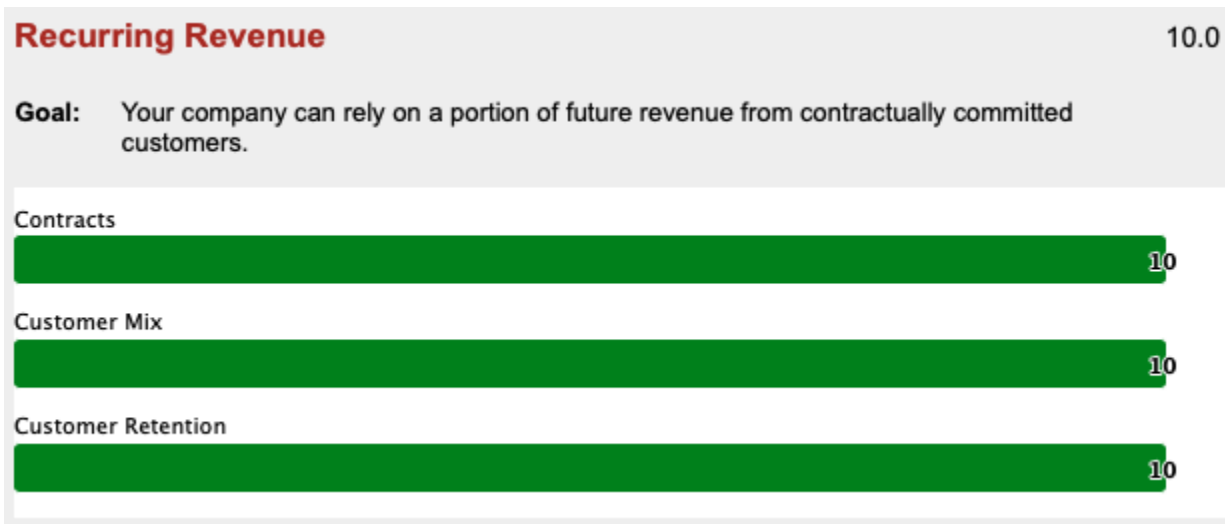 Recurring Revenue 10.0
Goal: Your company can rely on a portion of future revenue from contractually committed
customers.
Contracts
10
Customer Mix
10
Customer Retention
10